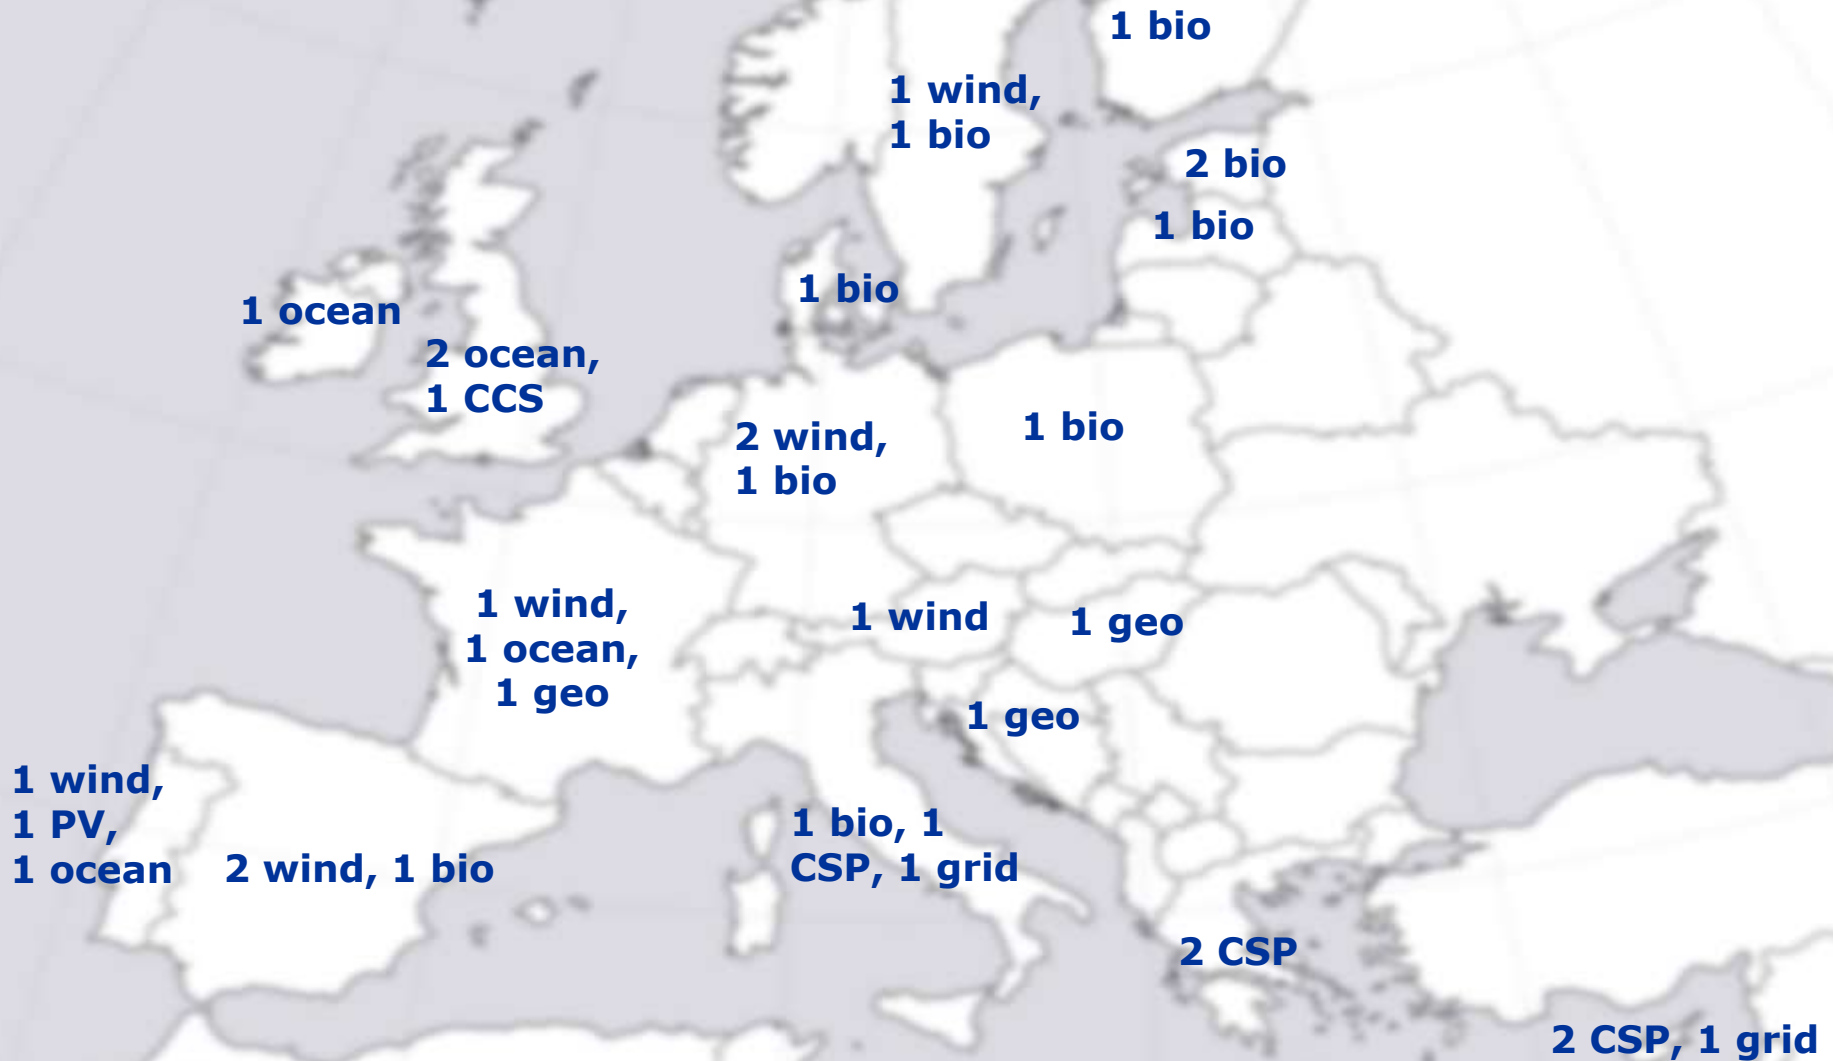 1 bio
1 wind,
1 bio
2 bio
1 bio
1 bio
1 ocean
2 ocean,
1 CCS
2 wind,
1 bio
1 bio
1 wind,
1 ocean,
1 geo
1 wind
1 geo
1 geo
1 wind,
1 PV,
1 ocean
2 wind, 1 bio
1 bio, 1
CSP, 1 grid
2 CSP
2 CSP, 1 grid